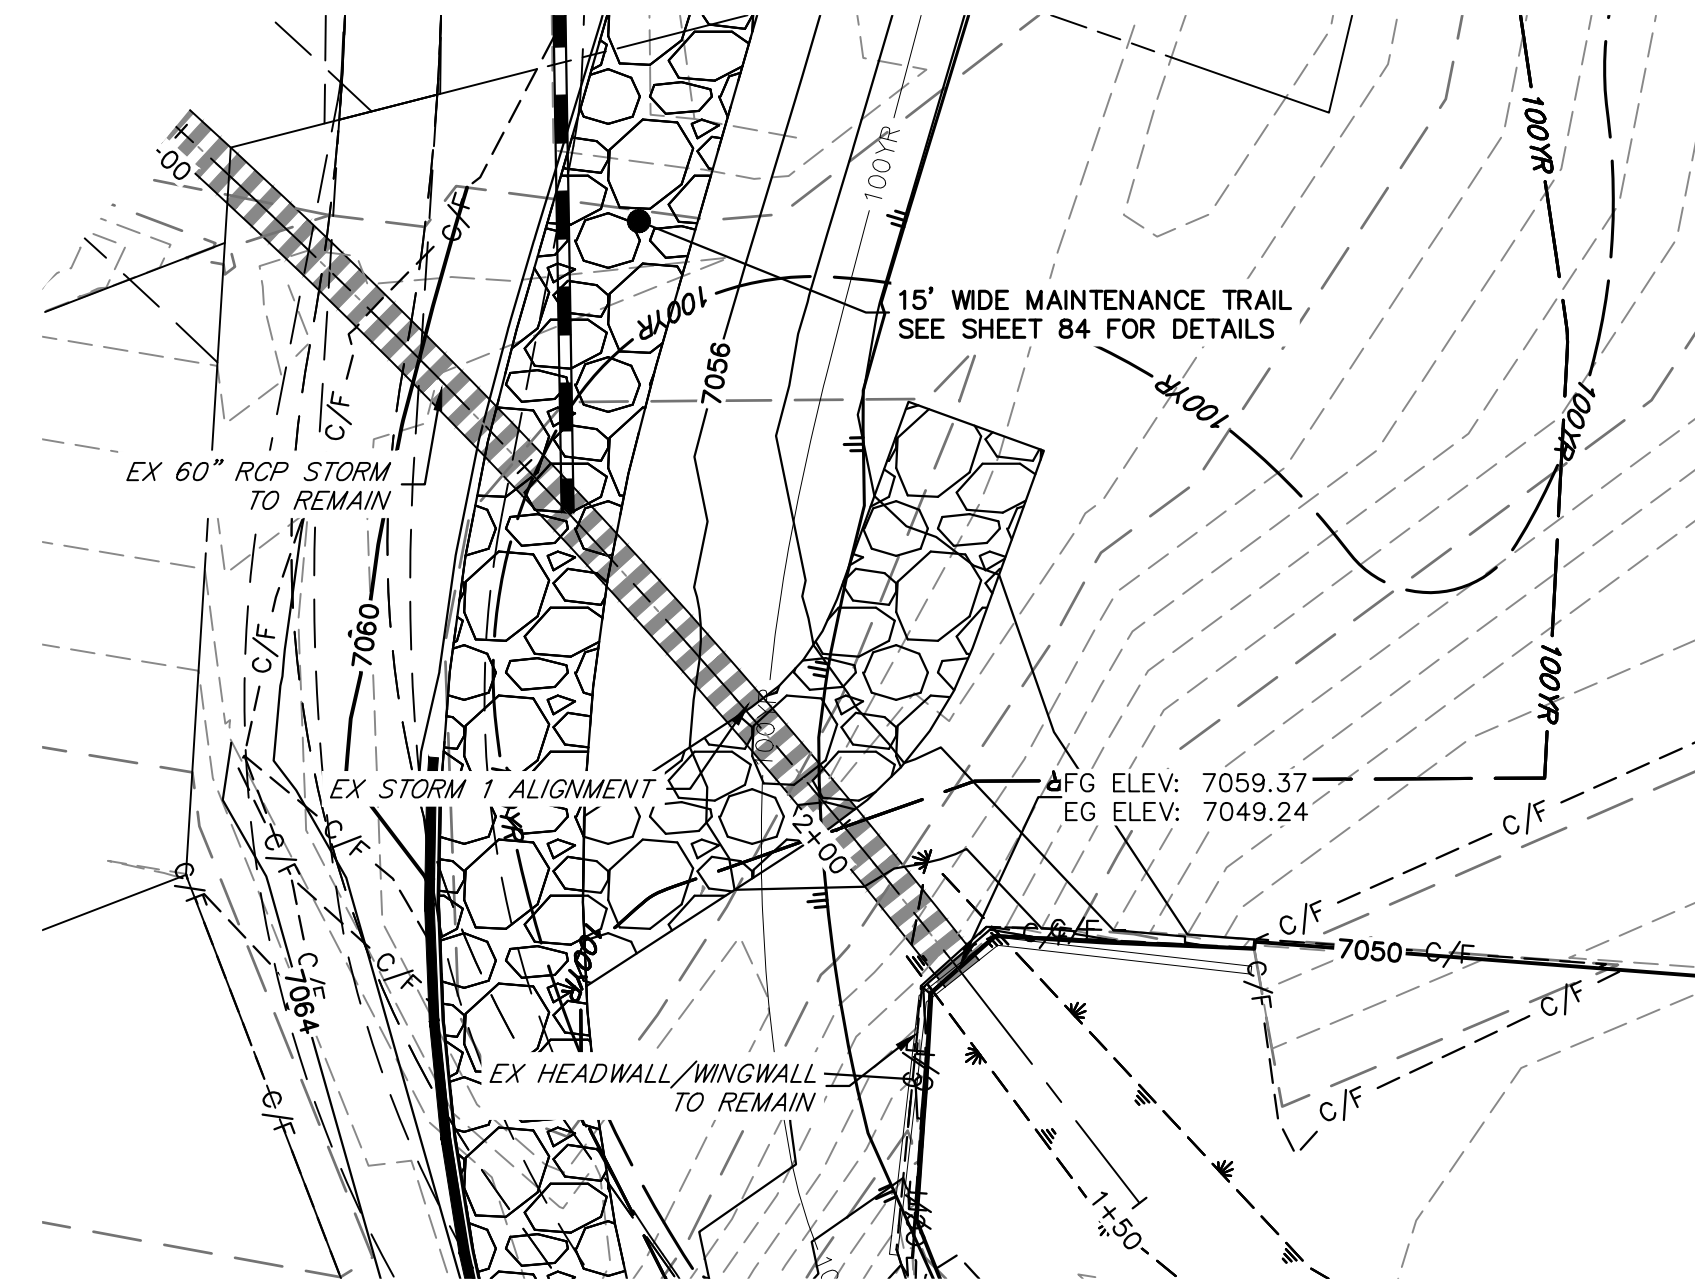 100YR
100YR
-00
C/F
15' WIDE MAINTENANCE TRAIL
SEE SHEET 84 FOR DETAILS
100YR
7056
100YR
100YR
C/F
EX 60" RCP STORM
TO REMAIN
7060
C/F
100YR
EX STORM 1 ALIGNMENT
FG ELEV: 7059.37
EG ELEV: 7049.24
C/F
C/F
C/F
2+00
C/F
C/F
C/F
C/F
7050
C/F
C/F
C/F
7064
100YR
C/F
C/F
EX HEADWALL/WINGWALL
TO REMAIN
C/F
C/F
1+50